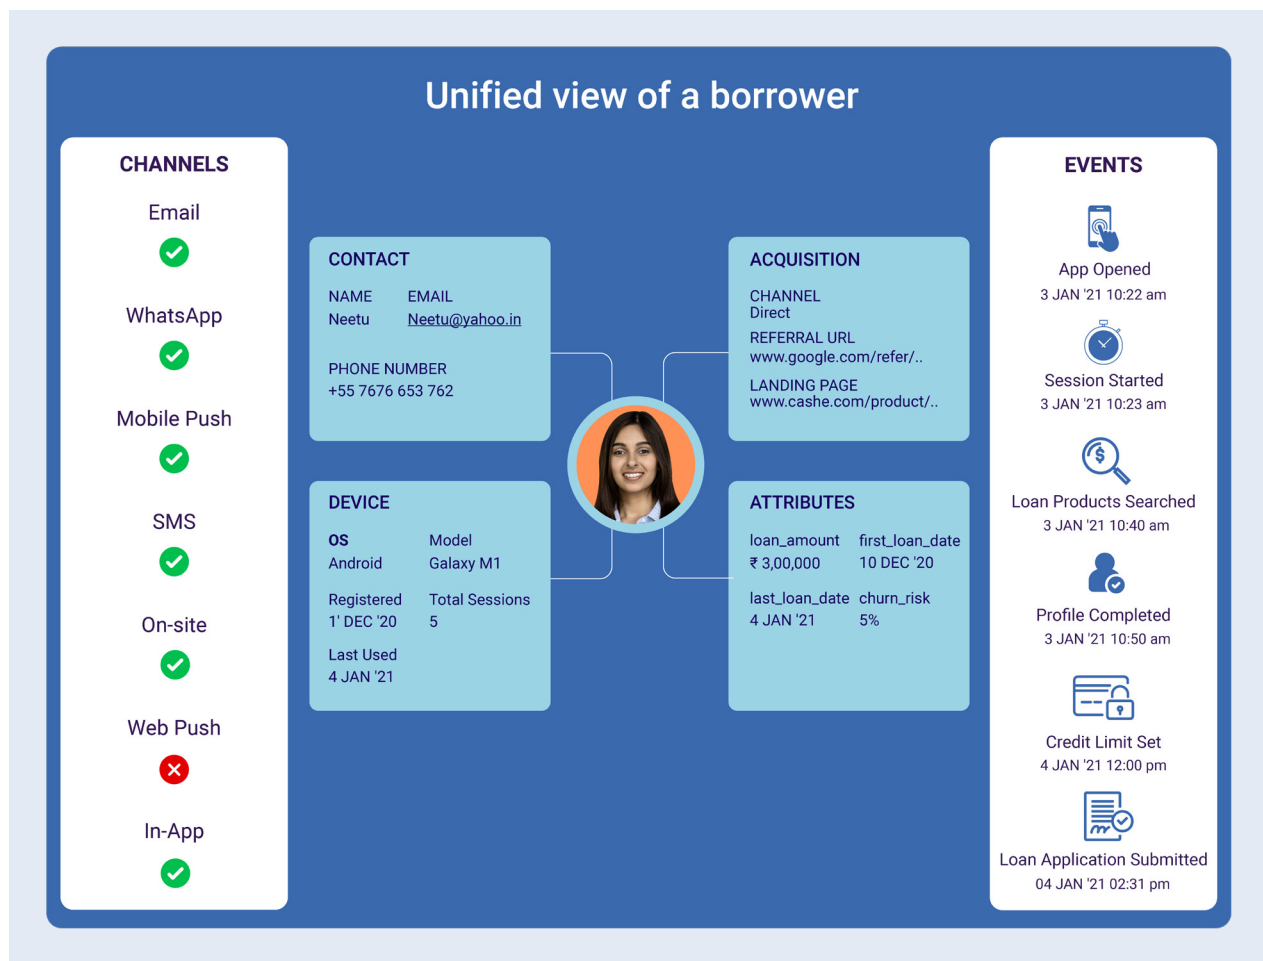 Unified view of a borrower
CHANNELS
Email
WhatsApp
Mobile Push
SMS
On-site
Web Push
In-App
CONTACT
NAME EMAIL
Neetu Neetu@yahoo.in
PHONE NUMBER
+55 7676 653 762
DEVICE
OS Model
Android Galaxy M1
Registered Total Sessions
1' DEC '20 5
Last Used
4 JAN '21
ACQUISITION
CHANNEL
Direct
REFERRAL URL
www.google.com/refer/..
LANDING PAGE
www.cashe.com/product/..
ATTRIBUTES
loan_amount first_loan_date
₹ 3,00,000 10 DEC '20
last_loan_date churn_risk
4 JAN '21 5%
EVENTS
App Opened
3 JAN '21 10:22 am
Session Started
3 JAN '21 10:23 am
Loan Products Searched
3 JAN '21 10:40 am
Profile Completed
3 JAN '21 10:50 am
Credit Limit Set
4 JAN '21 12:00 pm
Loan Application Submitted
04 JAN '21 02:31 pm